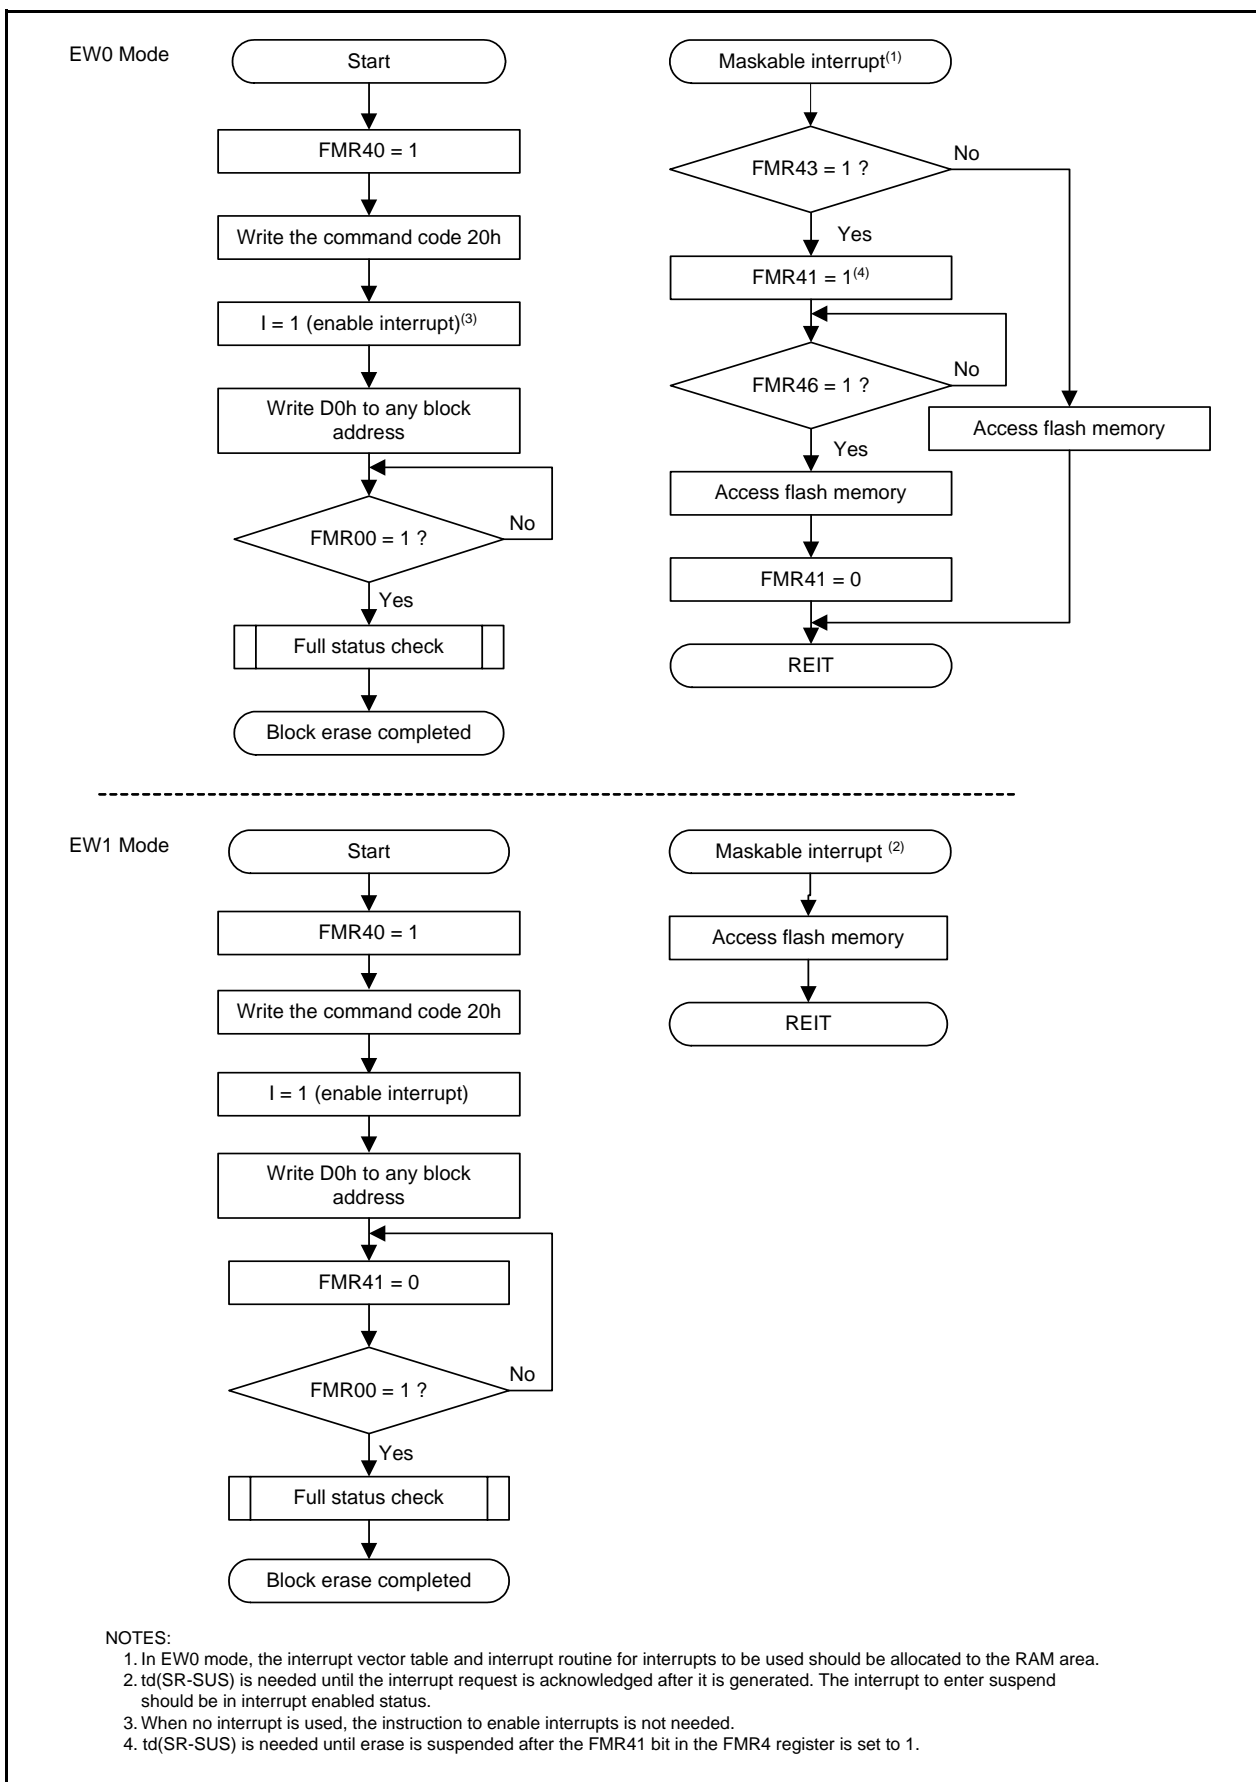 EW0 Mode
Start
FMR40 = 1
Write the command code 20h
I = 1 (enable interrupt)(3)
Write D0h to any block
address
FMR00 = 1 ?
No
Yes
Full status check
Block erase completed
Maskable interrupt(1)
FMR43 = 1 ?
No
Yes
FMR41 = 1(4)
FMR46 = 1 ?
No
Yes
Access flash memory
Access flash memory
FMR41 = 0
REIT
EW1 Mode
Start
FMR40 = 1
Write the command code 20h
I = 1 (enable interrupt)
Write D0h to any block
address
FMR41 = 0
FMR00 = 1 ?
No
Yes
Full status check
Block erase completed
Maskable interrupt (2)
Access flash memory
REIT
NOTES:
1. In EW0 mode, the interrupt vector table and interrupt routine for interrupts to be used should be allocated to the RAM area.
2. td(SR-SUS) is needed until the interrupt request is acknowledged after it is generated. The interrupt to enter suspend
should be in interrupt enabled status.
3. When no interrupt is used, the instruction to enable interrupts is not needed.
4. td(SR-SUS) is needed until erase is suspended after the FMR41 bit in the FMR4 register is set to 1.